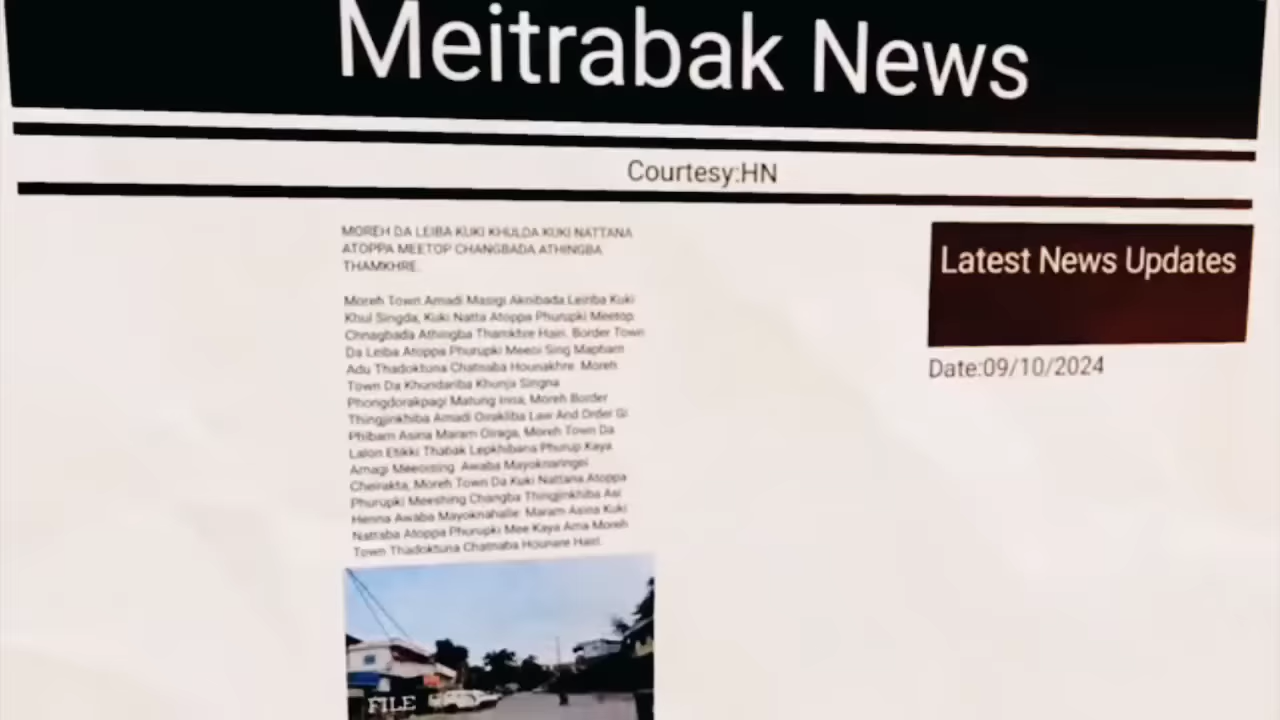 Meitrabak News
Courtesy:HN
MOREH DA LEIBA KUKI KHULDA KUKI NATTANA
ATOPPA MEETOP CHANGBADA ATHINGBA
THAMKHRE.
Moreh Town Amadi Masigi Aknibada Leiriba Kuki
Khul Singda, Kuki Natta Atoppa Phurupki Meetop
Chnagbada Athingba Thamkhre Hairi. Border Town
Da Leiba Atoppa Phurupki Meeoi Sing Mapham
Adu Thadoktuna Chatnaba Hounakhre. Moreh
Town Da Khundariba Khunja Singna
Phongdorakpagi Matung Inna, Moreh Border
Thingjinkhiba Amadi Oirakliba Law And Order Gi
Phibam Asina Maram Oiraga, Moreh Town Da
Lalon Etikki Thabak Lepkhibana Phurup Kaya
Amagi Meeoising Awaba Mayoknaringei
Cheirakta, Moreh Town Da Kuki Nattana Atoppa
Phurupki Meeshing Changba Thingjinkhiba Asi
Henna Awaba Mayoknahalle. Maram Asina Kuki
Nattaba Atoppa Phurupki Mee Kaya Ama Moreh
Town Thadoktuna Chatnaba Hounare Hairi.
FILE
Latest News Updates
Date:09/10/2024